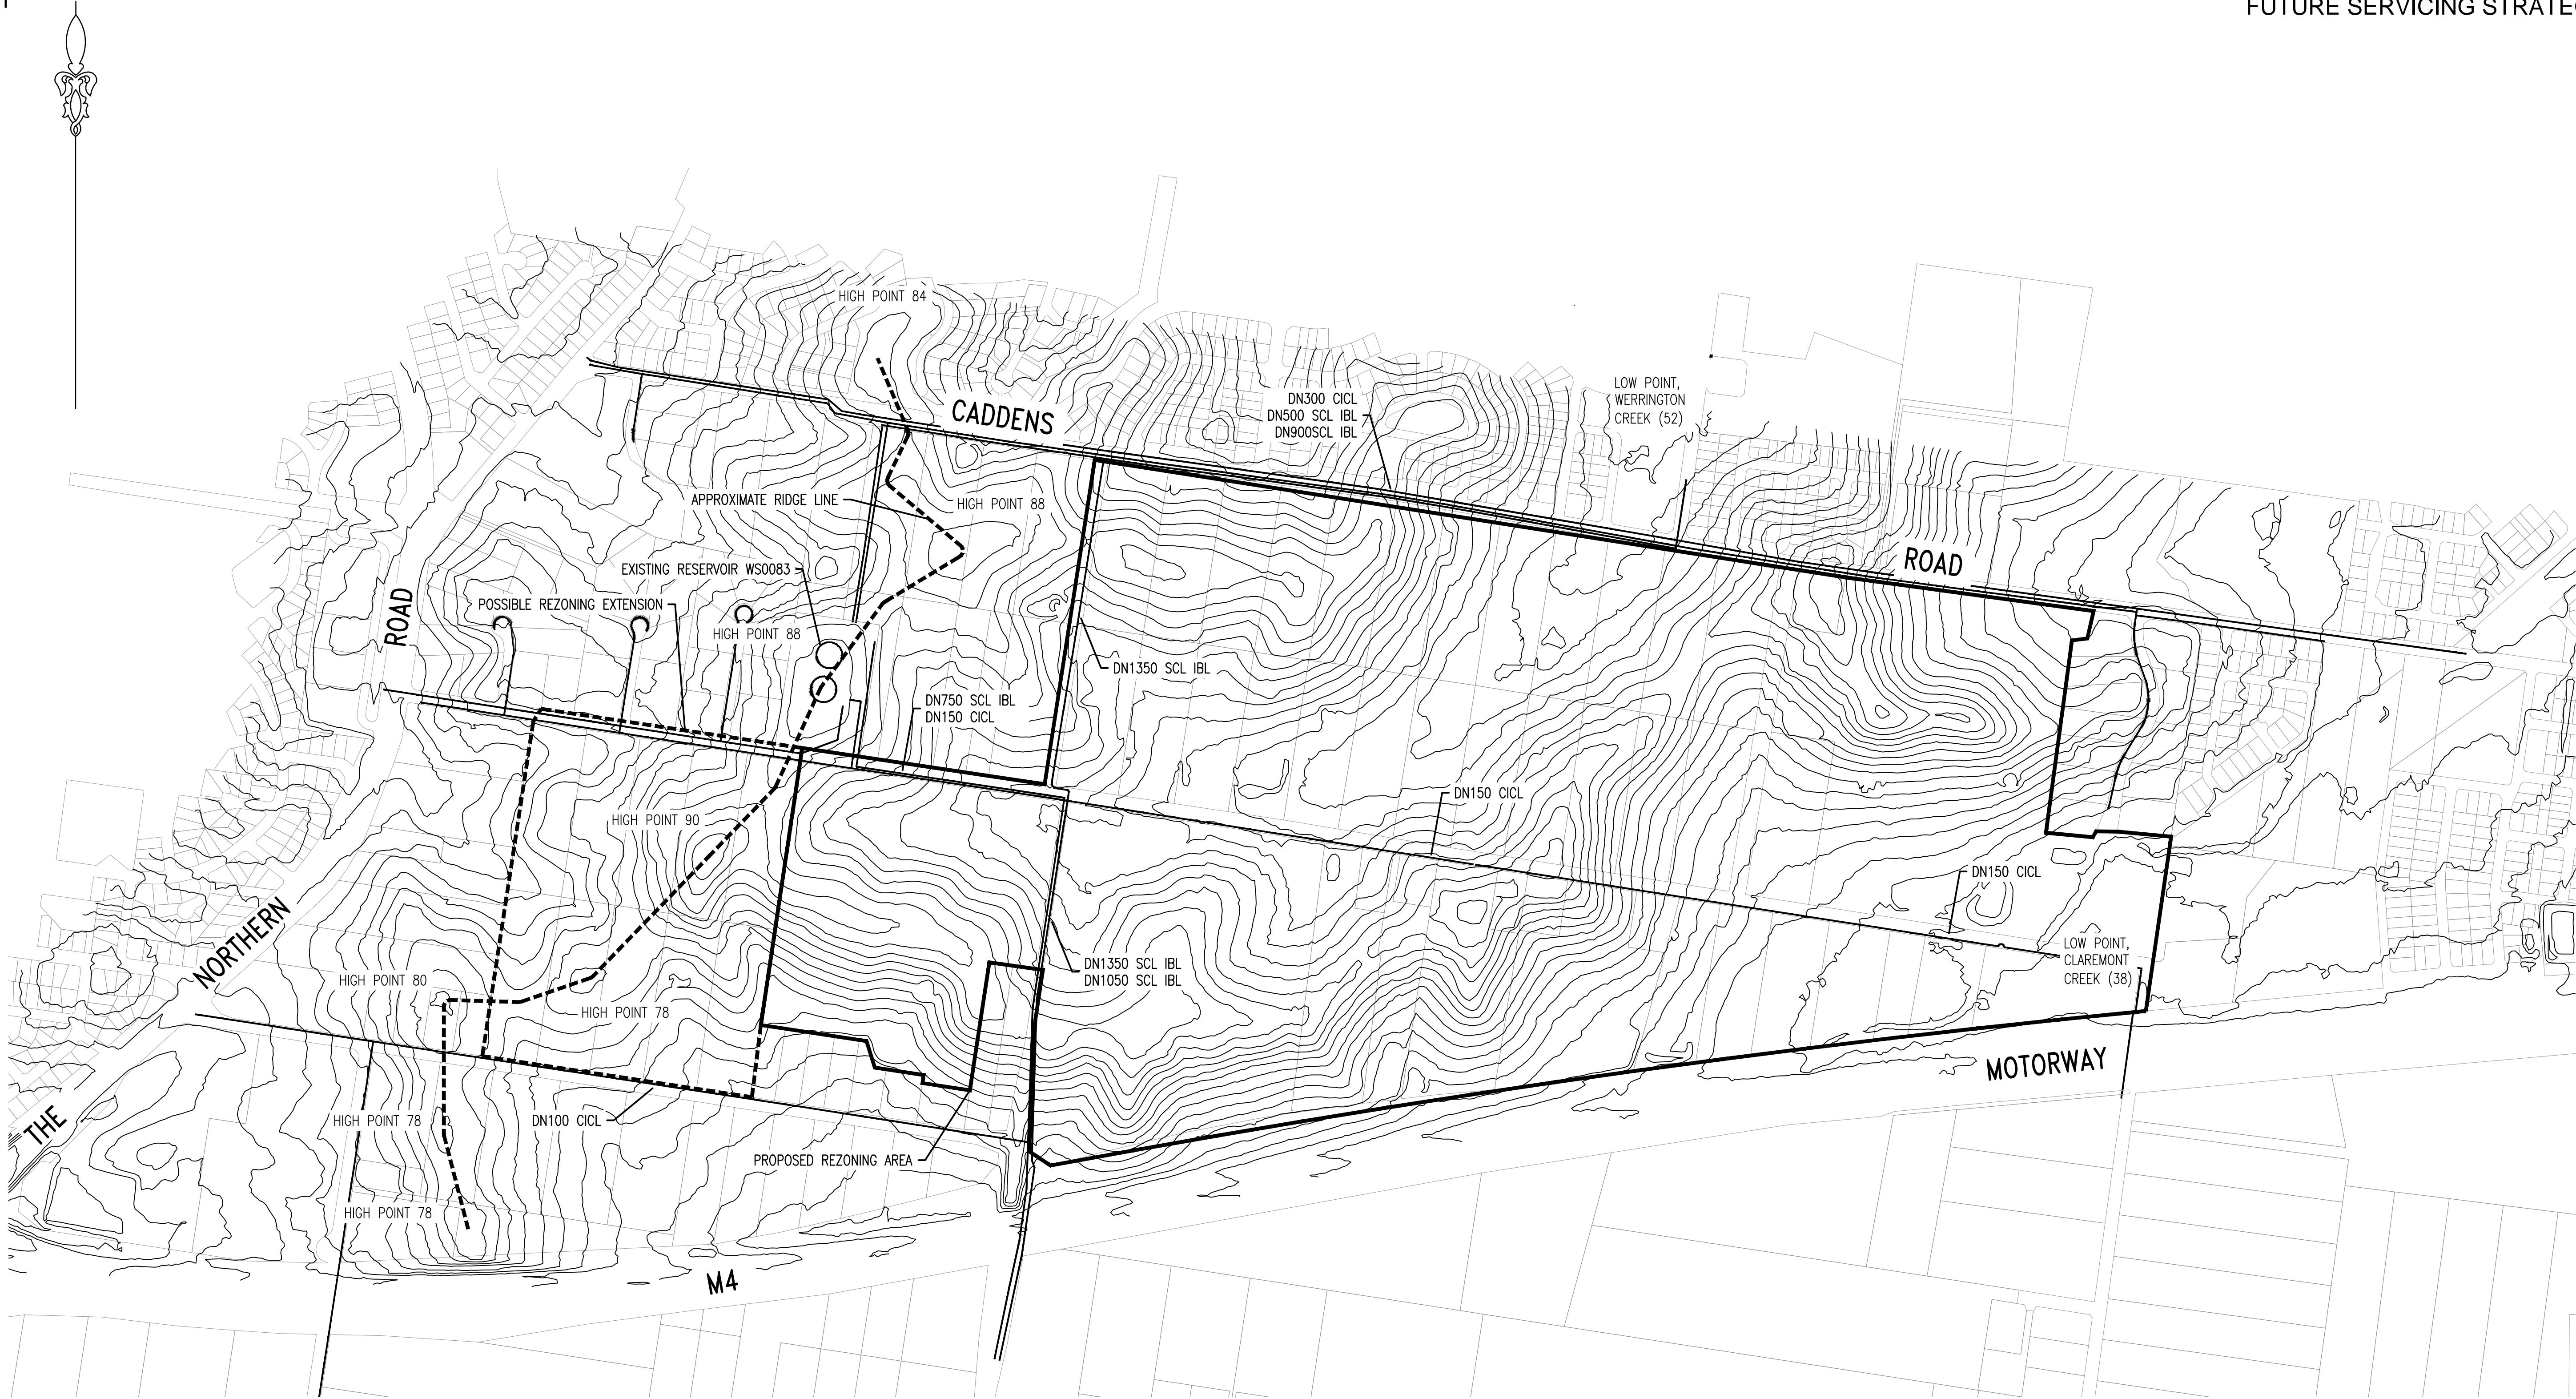 FUTURE SERVICING
HIGH POINT 84
CADDENS
DN300 CICL
DN500 SCL IBL
DN900SCL IBL
LOW POINT,
WERRINGTON
CREEK (52)
APPROXIMATE RIDGE LINE
HIGH POINT 88
ROAD
EXISTING RESERVOIR WS0083
POSSIBLE REZONING EXTENSION
ROAD
HIGH POINT 88
DN1350 SCL IBL
DN750 SCL IBL
DN150 CICL
DN150 CICL
HIGH POINT 90
DN150 CICL
NORTHERN
LOW POINT,
CLAREMONT
CREEK (38)
DN1350 SCL IBL
DN1050 SCL IBL
HIGH POINT 80
HIGH POINT 78
MOTORWAY
THE
HIGH POINT 78
DN100 CICL
PROPOSED REZONING AREA
HIGH POINT 78
M4